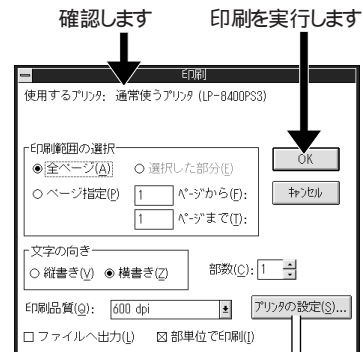 確認します 印刷を実行します
印刷
使用するプリンタ: 通常使うプリンタ (LP-8400PS3)
印刷範囲の選択
全ページ(A) 選択した部分(E) OK
ページ指定(P) 1 ページから(F): キャンセル
1 ページまで(T):
文字の向き
縦書き(V) 横書き(Z) 部数(C): 1
印刷品質(Q): 600 dpi プリンタの設定(S)...
ファイルへ出力(L) 部単位で印刷(I)